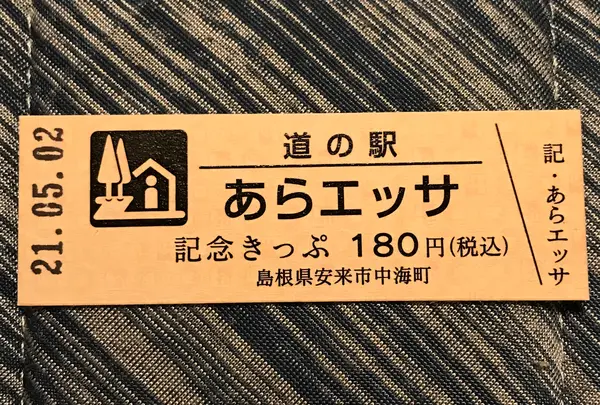 21.05.02
道の駅
あらエッサ
記念きっぷ 180円(税込)
島根県安来市中海町
記・あらエッサ